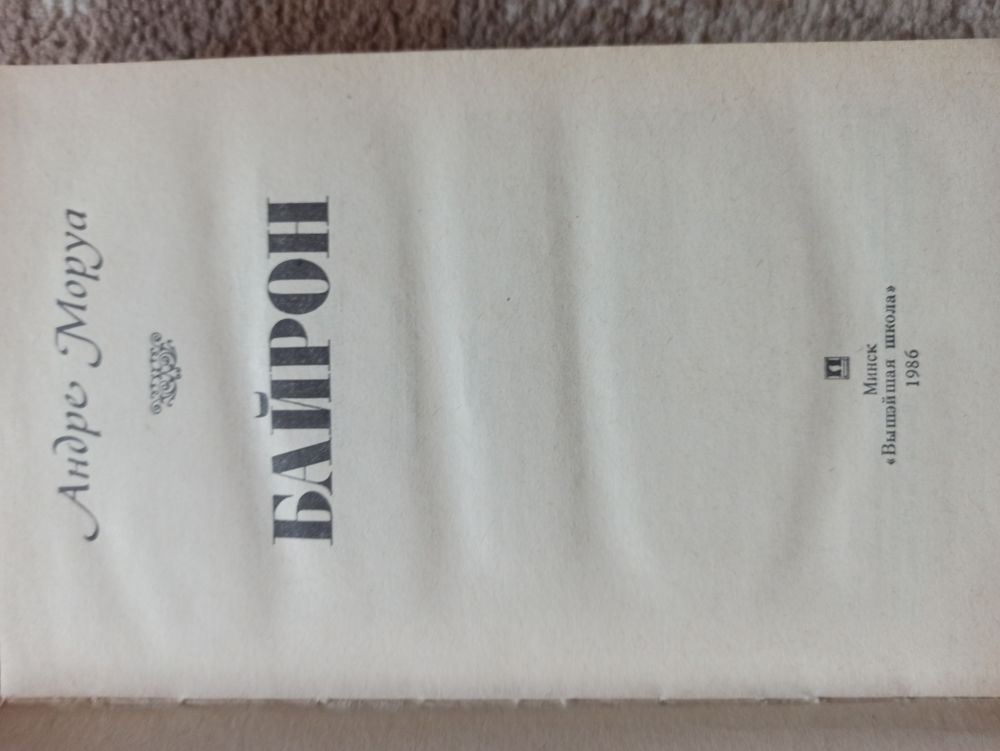 Андре Моруа
БАЙРОН
Минск
«Вышэйшая школа»
1986